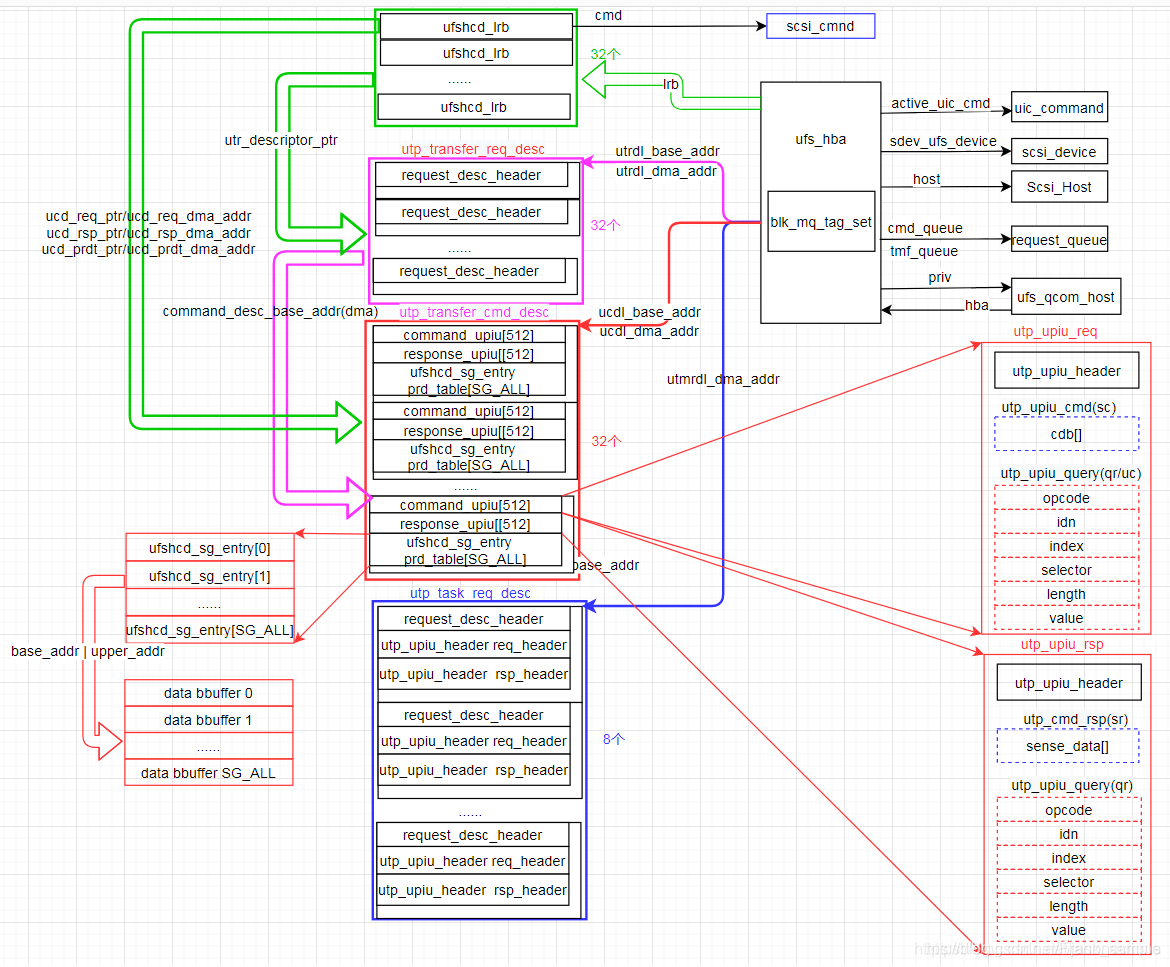 ufshcd_lrb
ufshcd_lrb
......
ufshcd_lrb
cmd
scsi_cmnd
32个
lrb
utr_descriptor_ptr
ufs_hba
blk_mq_tag_set
active_uic_cmd
uic_command
sdev_ufs_device
scsi_device
host
Scsi_Host
cmd_queue
tmf_queue
request_queue
priv
hba
ufs_qcom_host
utp_transfer_req_desc
request_desc_header
request_desc_header
......
request_desc_header
32个
utrdl_base_addr
utrdl_dma_addr
ucd_req_ptr/ucd_req_dma_addr
ucd_rsp_ptr/ucd_rsp_dma_addr
ucd_prdt_ptr/ucd_prdt_dma_addr
command_desc_base_addr(dma)
utp_transfer_cmd_desc
ucdl_base_addr
ucdl_dma_addr
command_upiu[512]
response_upiu[[512]
ufshcd_sg_entry
prd_table[SG_ALL]
command_upiu[512]
response_upiu[[512]
ufshcd_sg_entry
prd_table[SG_ALL]
......
command_upiu[512]
response_upiu[[512]
ufshcd_sg_entry
prd_table[SG_ALL]
32个
utmrdl_dma_addr
base_addr
ufshcd_sg_entry[0]
ufshcd_sg_entry[1]
......
ufshcd_sg_entry[SG_ALL]
base_addr | upper_addr
data bbuffer 0
data bbuffer 1
......
data bbuffer SG_ALL
utp_task_req_desc
request_desc_header
utp_upiu_header req_header
utp_upiu_header rsp_header
request_desc_header
utp_upiu_header req_header
utp_upiu_header rsp_header
......
request_desc_header
utp_upiu_header req_header
utp_upiu_header rsp_header
8个
utp_upiu_req
utp_upiu_header
utp_upiu_cmd(sc)
cdb[]
utp_upiu_query(qr/uc)
opcode
idn
index
selector
length
value
utp_upiu_rsp
utp_upiu_header
utp_cmd_rsp(sr)
sense_data[]
utp_upiu_query(qr)
opcode
idn
index
selector
length
value